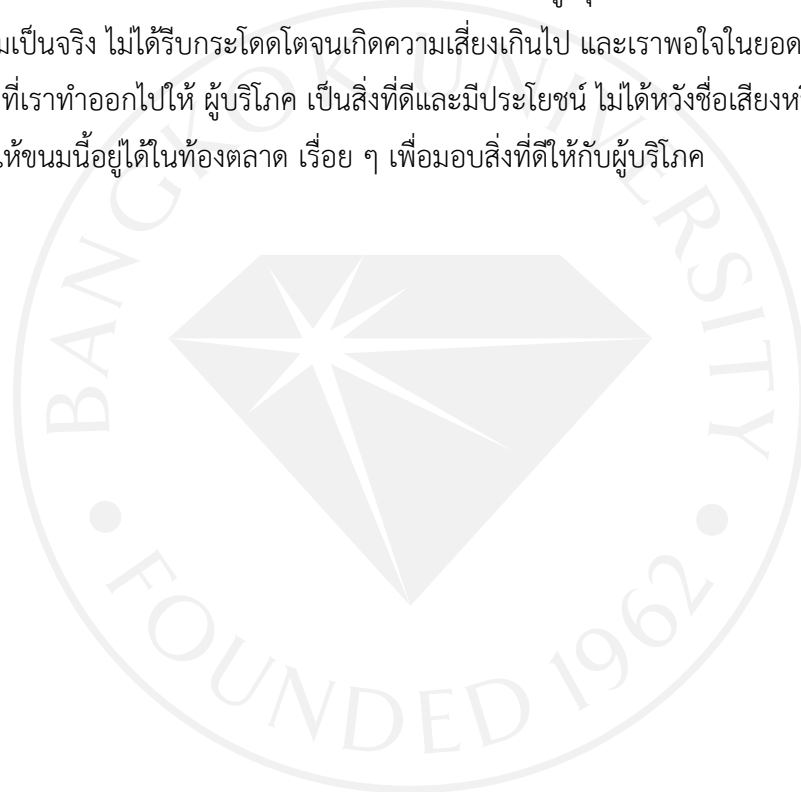 มเป็นจริง ไม่ได้รีบกระโดดโตจนเกิดความเสี่ยงเกินไป และเราพอใจในยอด
ที่เราทำออกไปให้ ผู้บริโภค เป็นสิ่งที่ดีและมีประโยชน์ ไม่ได้หวังชื่อเสียงห
ให้ขนมนี้อยู่ได้ในท้องตลาด เรื่อย ๆ เพื่อมอบสิ่งที่ดีให้กับผู้บริโภค
BANGKOK UNIVERSITY
FOUNDED 1962